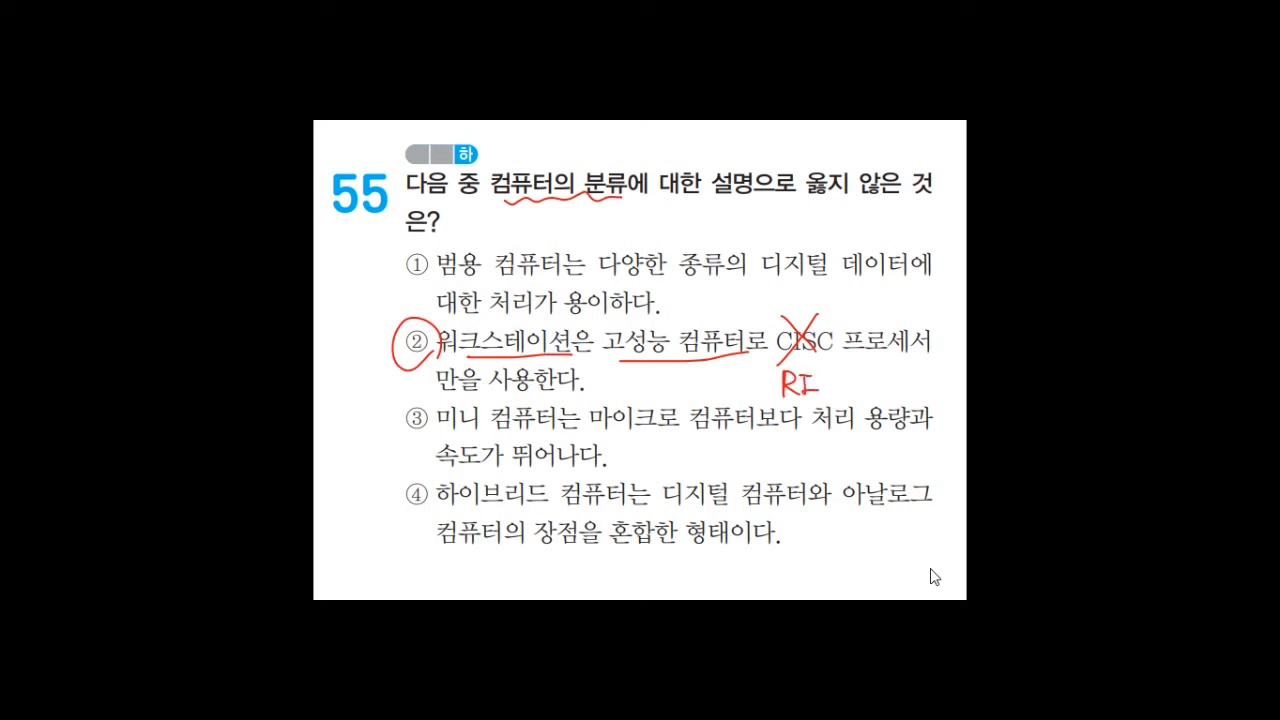 하
55 다음 중 컴퓨터의 분류에 대한 설명으로 옳지 않은 것
은?
① 범용 컴퓨터는 다양한 종류의 디지털 데이터에
대한 처리가 용이하다.
② 워크스테이션은 고성능 컴퓨터로 CISC 프로세서
만을 사용한다.
RI
③ 미니 컴퓨터는 마이크로 컴퓨터보다 처리 용량과
속도가 뛰어나다.
④ 하이브리드 컴퓨터는 디지털 컴퓨터와 아날로그
컴퓨터의 장점을 혼합한 형태이다.